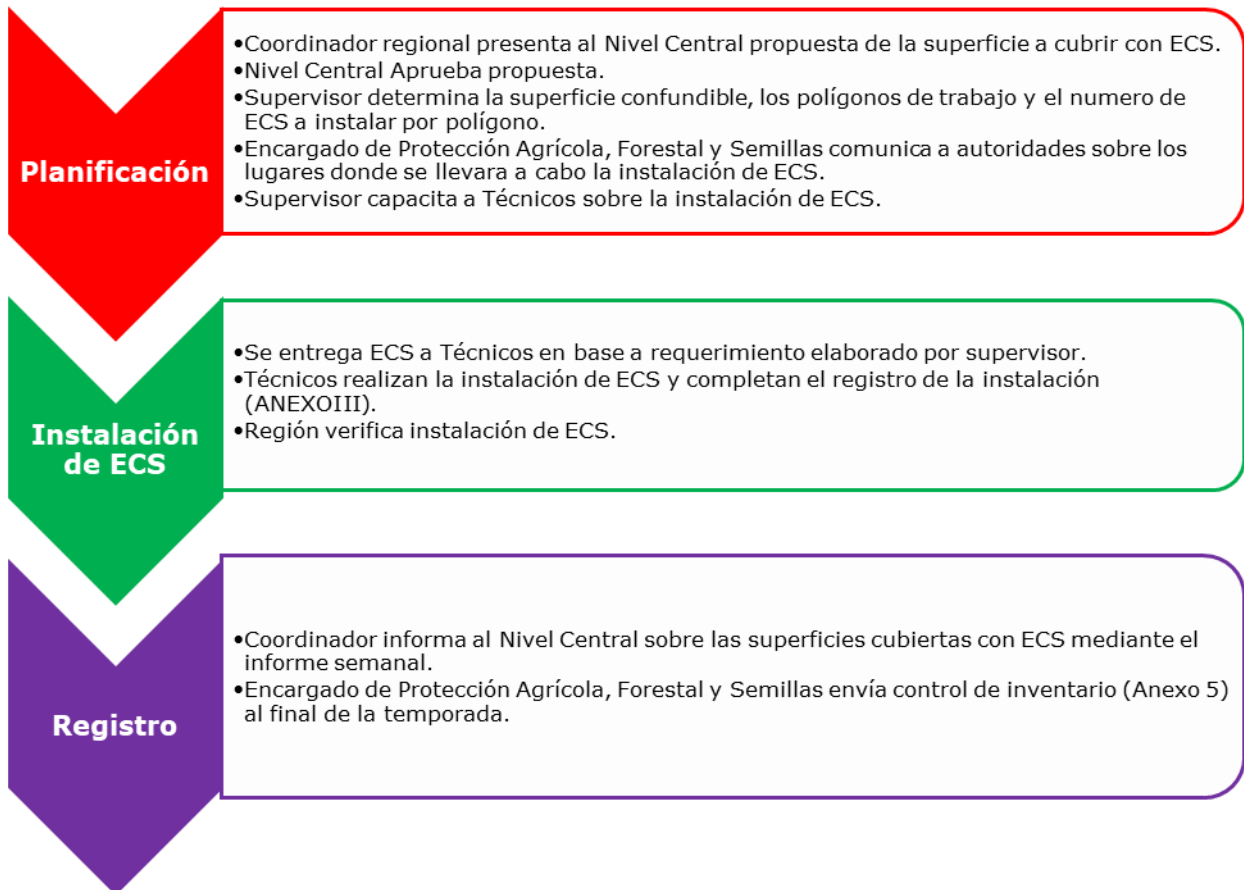 Planificación
•Coordinador regional presenta al Nivel Central propuesta de la superficie a cubrir con ECS.
•Nivel Central Aprueba propuesta.
•Supervisor determina la superficie confundible, los polígonos de trabajo y el numero de
ECS a instalar por polígono.
•Encargado de Protección Agrícola, Forestal y Semillas comunica a autoridades sobre los
lugares donde se llevara a cabo la instalación de ECS.
•Supervisor capacita a Técnicos sobre la instalación de ECS.
Instalación
de ECS
•Se entrega ECS a Técnicos en base a requerimiento elaborado por supervisor.
•Técnicos realizan la instalación de ECS y completan el registro de la instalación
(ANEXOIII).
•Región verifica instalación de ECS.
Registro
•Coordinador informa al Nivel Central sobre las superficies cubiertas con ECS mediante el
informe semanal.
•Encargado de Protección Agrícola, Forestal y Semillas envía control de inventario (Anexo 5)
al final de la temporada.